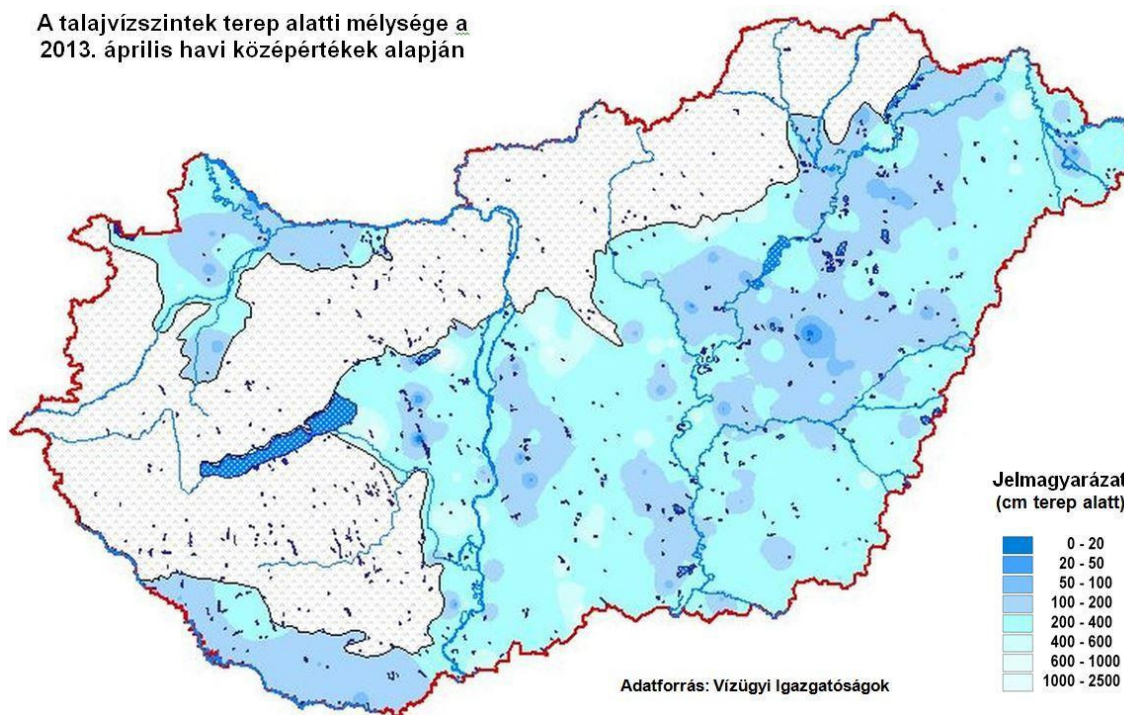 A talajvízszintek terep alatti mélysége a
2013. április havi középértékek alapján
Jelmagyarázat
(cm terep alatt)
0 - 20
20 - 50
50 - 100
100 - 200
200 - 400
400 - 600
600 - 1000
1000 - 2500
Adatforrás: Vízügyi Igazgatóságok